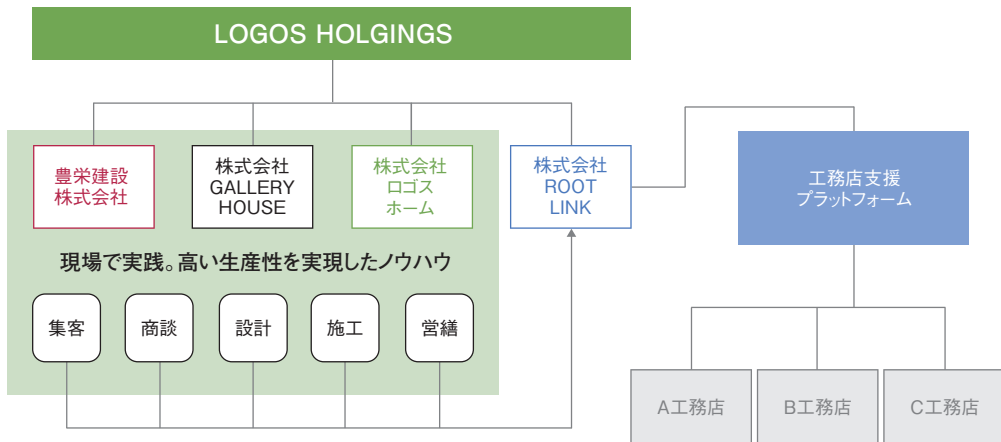 LOGOS HOLGINGS
豊栄建設
株式会社
株式会社
GALLERY
HOUSE
株式会社
ロゴス
ホーム
株式会社
ROOT
LINK
工務店支援
プラットフォーム
現場で実践。高い生産性を実現したノウハウ
集客
商談
設計
施工
営繕
A工務店
B工務店
C工務店